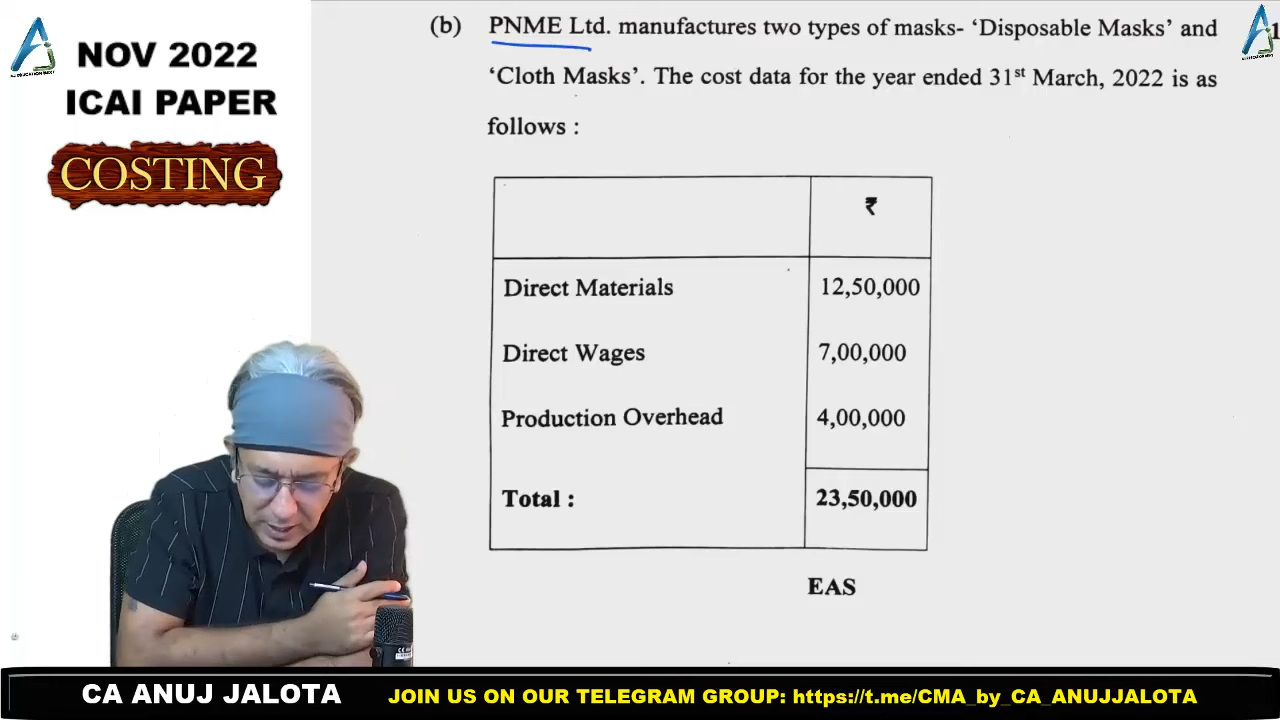 NOV 2022
ICAI PAPER
COSTING
(b) PNME Ltd. manufactures two types of masks- ‘Disposable Masks’ and
‘Cloth Masks’. The cost data for the year ended 31st March, 2022 is as
follows :
₹
Direct Materials 12,50,000
Direct Wages 7,00,000
Production Overhead 4,00,000
Total : 23,50,000
EAS
1
CA ANUJ JALOTA JOIN US ON OUR TELEGRAM GROUP: https://t.me/CMA_by_CA_ANUJJALOTA